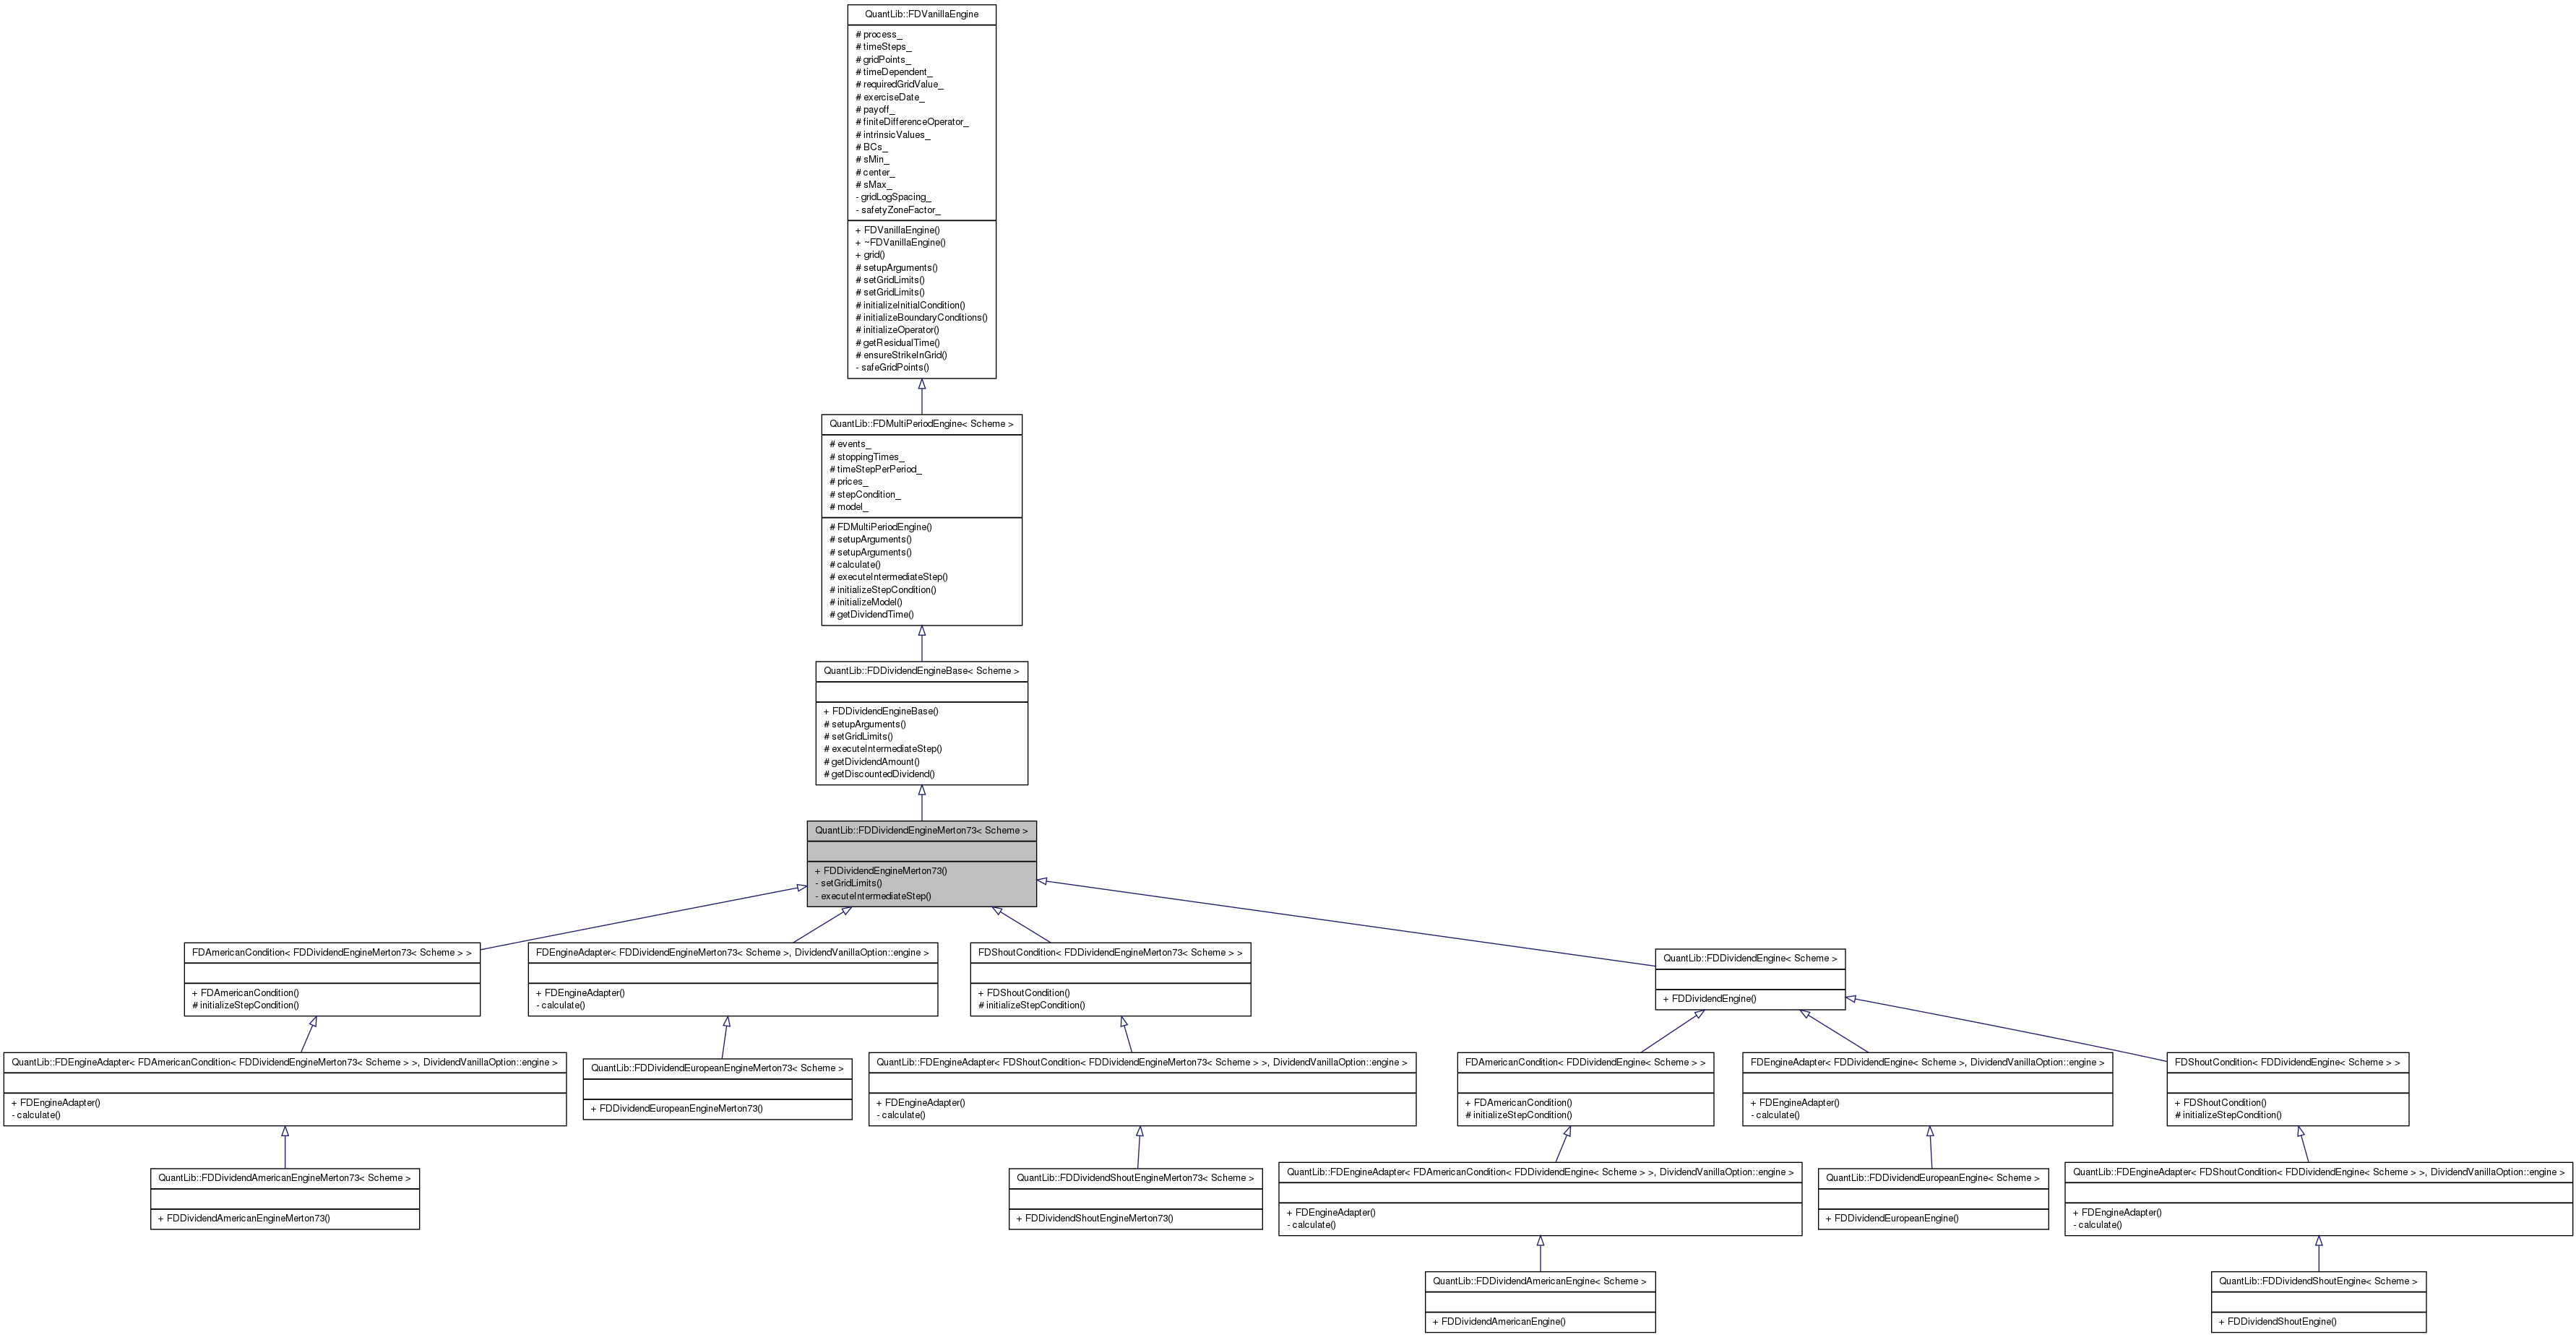 QuantLib::FDVanillaEngine
# process_
# timeSteps_
# gridPoints_
# timeDependent_
# requiredGridValue_
# exerciseDate_
# payoff_
# finiteDifferenceOperator_
# intrinsicValues_
# BCs_
# sMin_
# center_
# sMax_
- gridLogSpacing_
- safetyZoneFactor_
+ FDVanillaEngine()
+ ~FDVanillaEngine()
+ grid()
# setupArguments()
# setGridLimits()
# setGridLimits()
# initializeInitialCondition()
# initializeBoundaryConditions()
# initializeOperator()
# getResidualTime()
# ensureStrikeInGrid()
- safeGridPoints()
QuantLib::FDMultiPeriodEngine< Scheme >
# events_
# stoppingTimes_
# timeStepPerPeriod_
# prices_
# stepCondition_
# model_
# FDMultiPeriodEngine()
# setupArguments()
# setupArguments()
# calculate()
# executeIntermediateStep()
# initializeStepCondition()
# initializeModel()
# getDividendTime()
QuantLib::FDDividendEngineBase< Scheme >
+ FDDividendEngineBase()
# setupArguments()
# setGridLimits()
# executeIntermediateStep()
# getDividendAmount()
# getDiscountedDividend()
QuantLib::FDDividendEngineMerton73< Scheme >
+ FDDividendEngineMerton73()
- setGridLimits()
- executeIntermediateStep()
FDAmericanCondition< FDDividendEngineMerton73< Scheme > >
+ FDAmericanCondition()
# initializeStepCondition()
FDEngineAdapter< FDDividendEngineMerton73< Scheme >, DividendVanillaOption::engine >
+ FDEngineAdapter()
- calculate()
FDShoutCondition< FDDividendEngineMerton73< Scheme > >
+ FDShoutCondition()
# initializeStepCondition()
QuantLib::FDDividendEngine< Scheme >
+ FDDividendEngine()
QuantLib::FDEngineAdapter< FDAmericanCondition< FDDividendEngineMerton73< Scheme > >, DividendVanillaOption::engine >
+ FDEngineAdapter()
- calculate()
QuantLib::FDDividendEuropeanEngineMerton73< Scheme >
+ FDDividendEuropeanEngineMerton73()
QuantLib::FDEngineAdapter< FDShoutCondition< FDDividendEngineMerton73< Scheme > >, DividendVanillaOption::engine >
+ FDEngineAdapter()
- calculate()
FDAmericanCondition< FDDividendEngine< Scheme > >
+ FDAmericanCondition()
# initializeStepCondition()
FDEngineAdapter< FDDividendEngine< Scheme >, DividendVanillaOption::engine >
+ FDEngineAdapter()
- calculate()
FDShoutCondition< FDDividendEngine< Scheme > >
+ FDShoutCondition()
# initializeStepCondition()
QuantLib::FDDividendAmericanEngineMerton73< Scheme >
+ FDDividendAmericanEngineMerton73()
QuantLib::FDDividendShoutEngineMerton73< Scheme >
+ FDDividendShoutEngineMerton73()
QuantLib::FDEngineAdapter< FDAmericanCondition< FDDividendEngine< Scheme > >, DividendVanillaOption::engine >
+ FDEngineAdapter()
- calculate()
QuantLib::FDDividendEuropeanEngine< Scheme >
+ FDDividendEuropeanEngine()
QuantLib::FDEngineAdapter< FDShoutCondition< FDDividendEngine< Scheme > >, DividendVanillaOption::engine >
+ FDEngineAdapter()
- calculate()
QuantLib::FDDividendAmericanEngine< Scheme >
+ FDDividendAmericanEngine()
QuantLib::FDDividendShoutEngine< Scheme >
+ FDDividendShoutEngine()